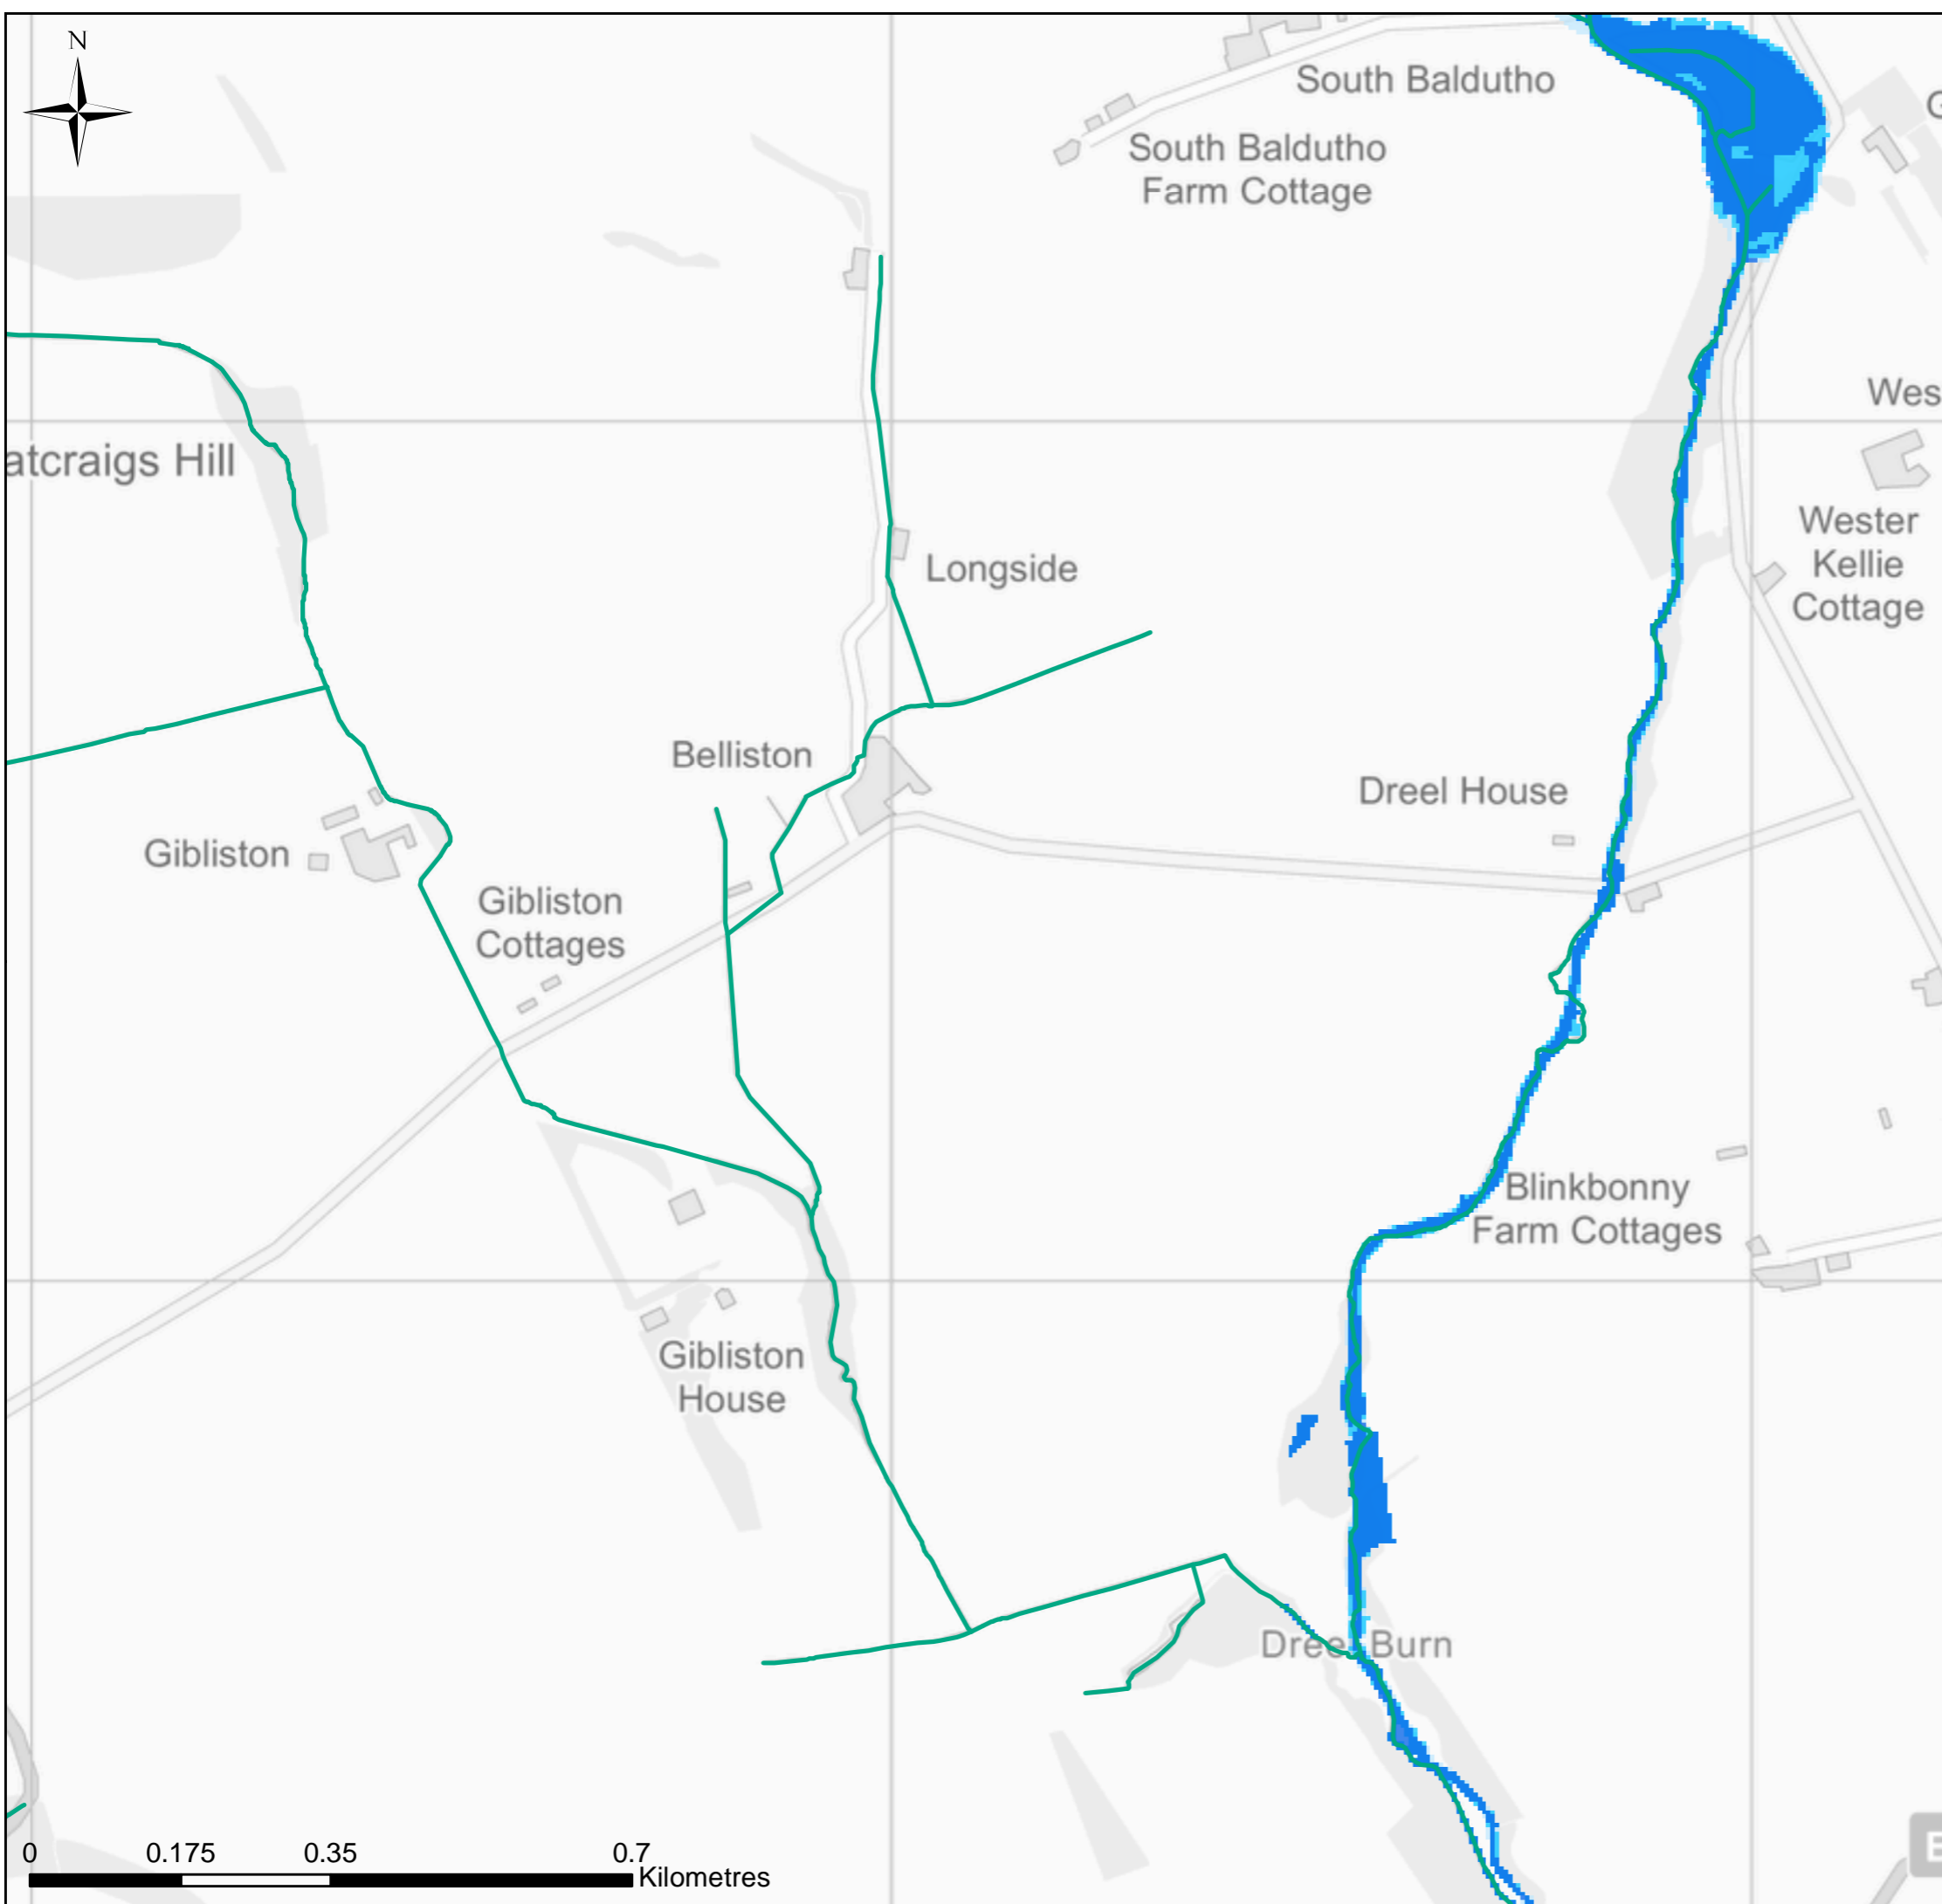 N
South Baldutho
South Baldutho
Farm Cottage
G
Wes
atcraigs Hill
Wester
Kellie
Cottage
Longside
Belliston
Dreel House
Gibliston
Gibliston
Cottages
Blinkbonny
Farm Cottages
Gibliston
House
Dreel Burn
0 0.175 0.35 0.7
Kilometres